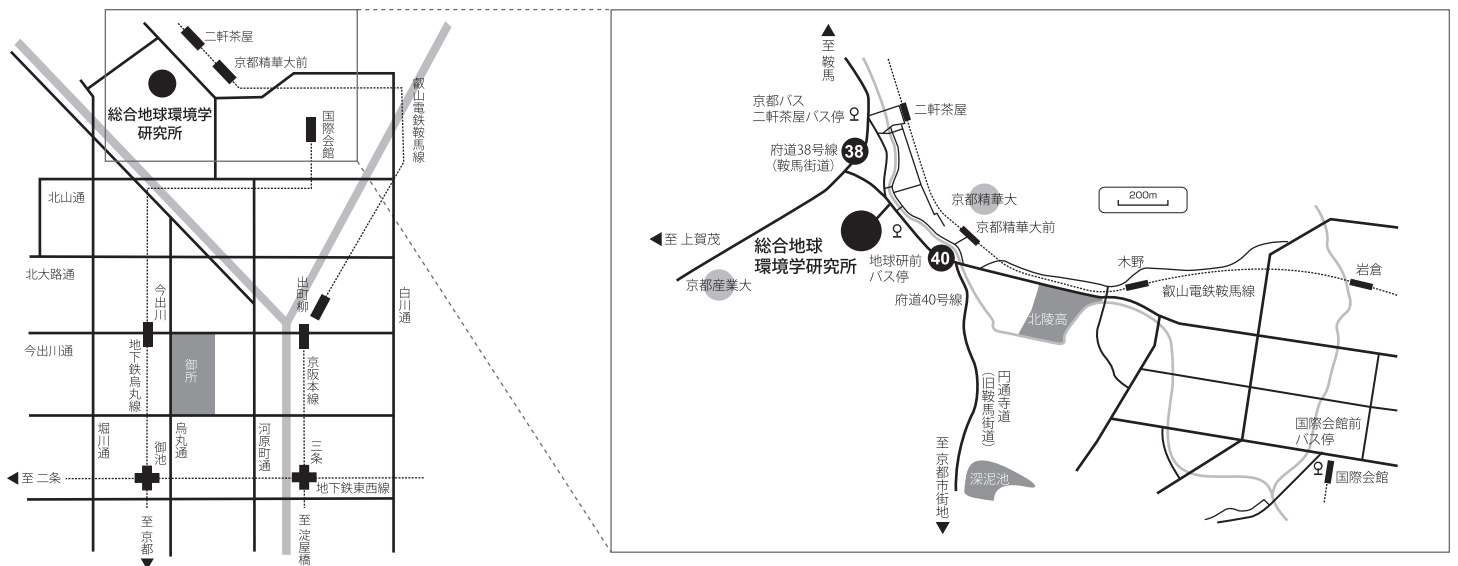 二軒茶屋
京都精華大前
総合地球環境学
研究所
国際会館
叡山電鉄鞍馬線
北山通
北大路通
今出川
出町柳
白川通
今出川通
地下鉄烏丸線
御所
京阪本線
堀川通
御池
烏丸通
河原町通
三条
至 二条
地下鉄東西線
至 京都
至 淀屋橋
至 鞍馬
京都バス
二軒茶屋バス停
二軒茶屋
府道38号線
（鞍馬街道）
38
京都精華大
200m
京都精華大前
至 上賀茂
総合地球
環境学研究所
地球研前
バス停
40
木野
岩倉
京都産業大
府道40号線
叡山電鉄鞍馬線
北陵高
円通寺道
（旧鞍馬街道）
国際会館前
バス停
至 京都市街地
深泥池
国際会館